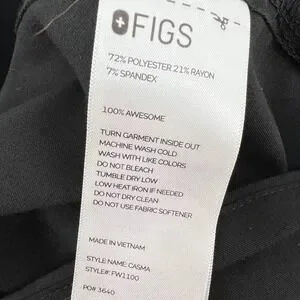 FIGS
72% POLYESTER 21% RAYON
7% SPANDEX
100% AWESOME
TURN GARMENT INSIDE OUT
MACHINE WASH COLD
WASH WITH LIKE COLORS
DO NOT BLEACH
TUMBLE DRY LOW
LOW HEAT IRON IF NEEDED
DO NOT DRY CLEAN
DO NOT USE FABRIC SOFTENER
MADE IN VIETNAM
STYLE NAME CASMA
STYLE#: FW1100
PO# 3640